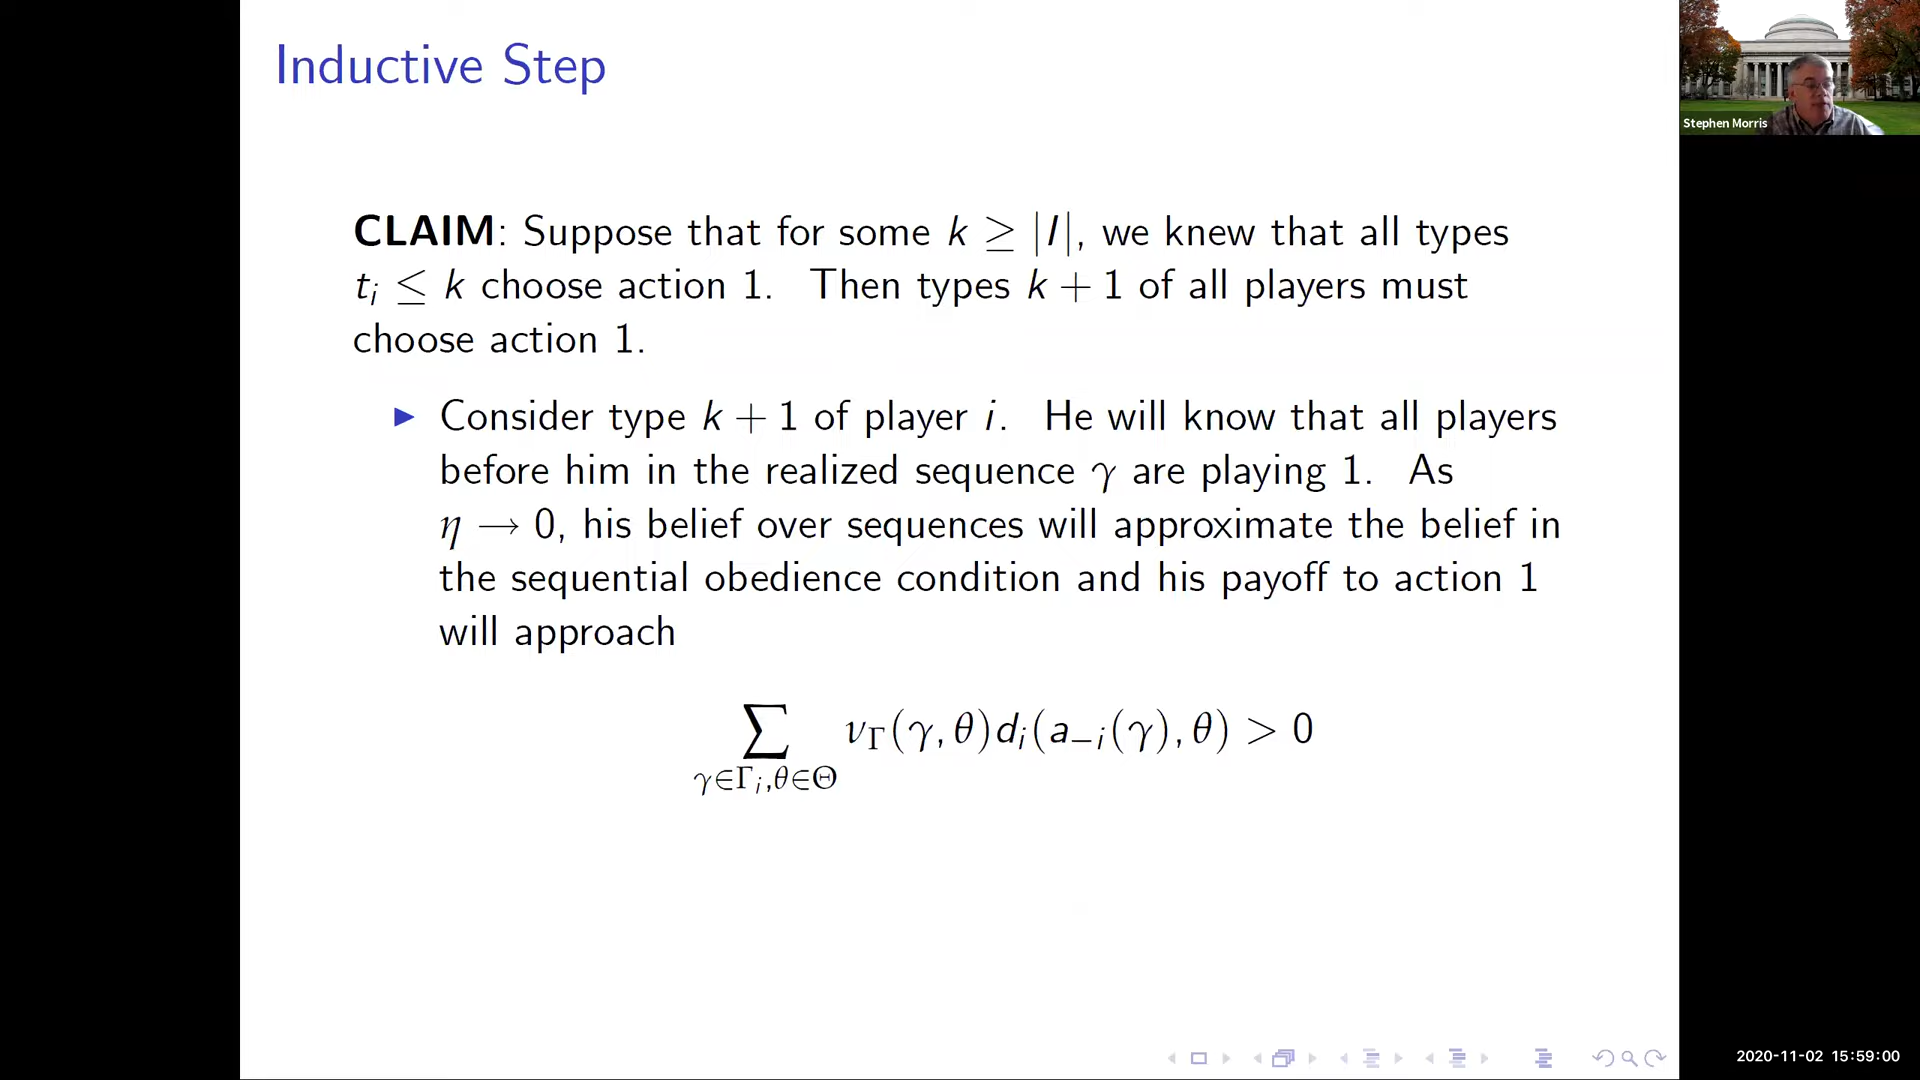 Inductive Step
Stephen Morris
CLAIM: Suppose that for some k ≥ |I|, we knew that all types
tᵢ ≤ k choose action 1. Then types k + 1 of all players must
choose action 1.
▶ Consider type k + 1 of player i. He will know that all players
before him in the realized sequence γ are playing 1. As
η → 0, his belief over sequences will approximate the belief in
the sequential obedience condition and his payoff to action 1
will approach
∑_{γ∈Γᵢ,θ∈Θ} ν_Γ(γ, θ)dᵢ(a₋ᵢ(γ), θ) > 0
2020-11-02 15:59:00